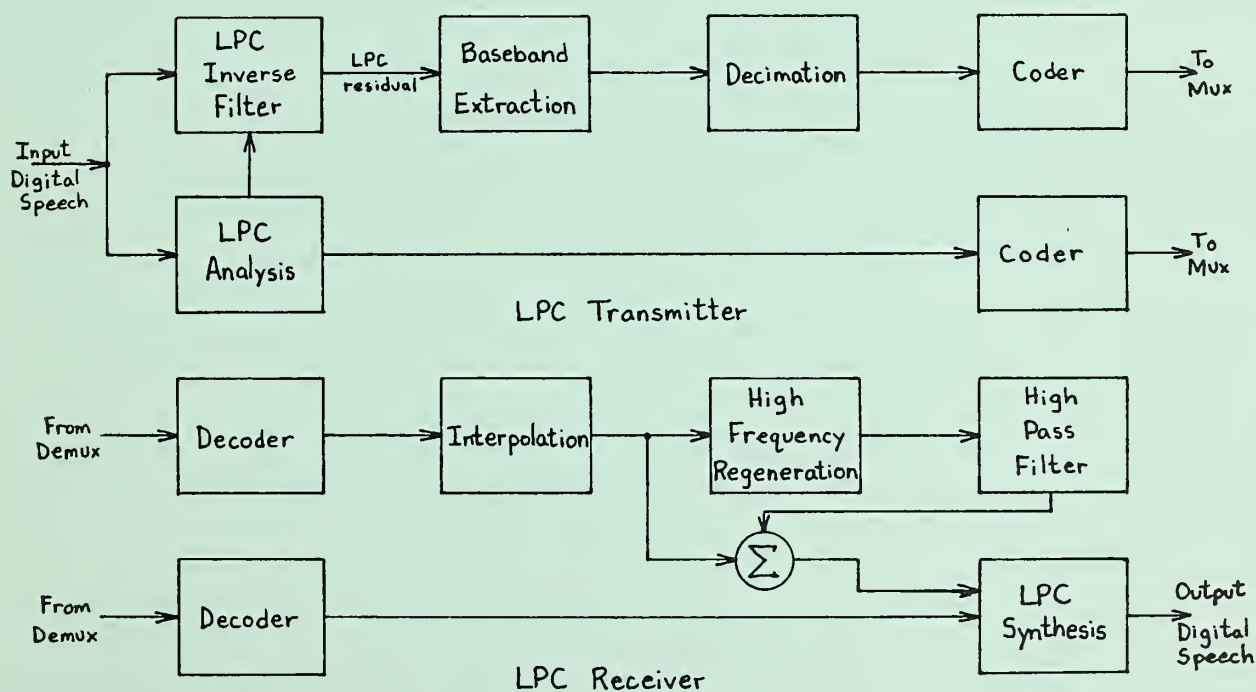 LPC
Inverse
Filter
LPC
residual
Baseband
Extraction
Decimation
Coder
To
Mux
Input
Digital
Speech
LPC
Analysis
Coder
To
Mux
LPC Transmitter
From
Demux
Decoder
Interpolation
High
Frequency
Regeneration
High
Pass
Filter
Σ
From
Demux
Decoder
LPC
Synthesis
Output
Digital
Speech
LPC Receiver